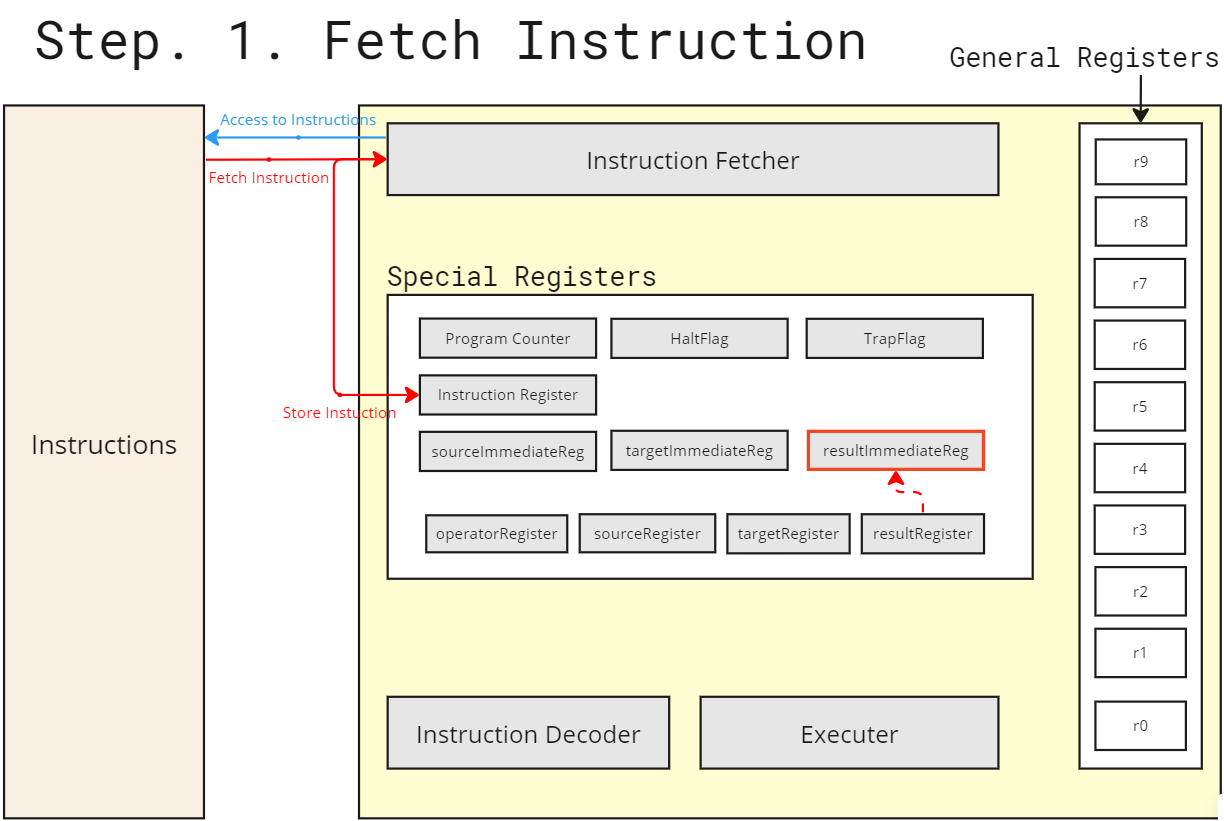 Step. 1. Fetch Instruction
General Registers
Access to Instructions
Fetch Instruction
Instruction Fetcher
Special Registers
Program Counter
HaltFlag
TrapFlag
Instruction Register
Store Instuction
sourceImmediateReg
targetImmediateReg
resultImmediateReg
operatorRegister
sourceRegister
targetRegister
resultRegister
Instructions
Instruction Decoder
Executer
r9
r8
r7
r6
r5
r4
r3
r2
r1
r0